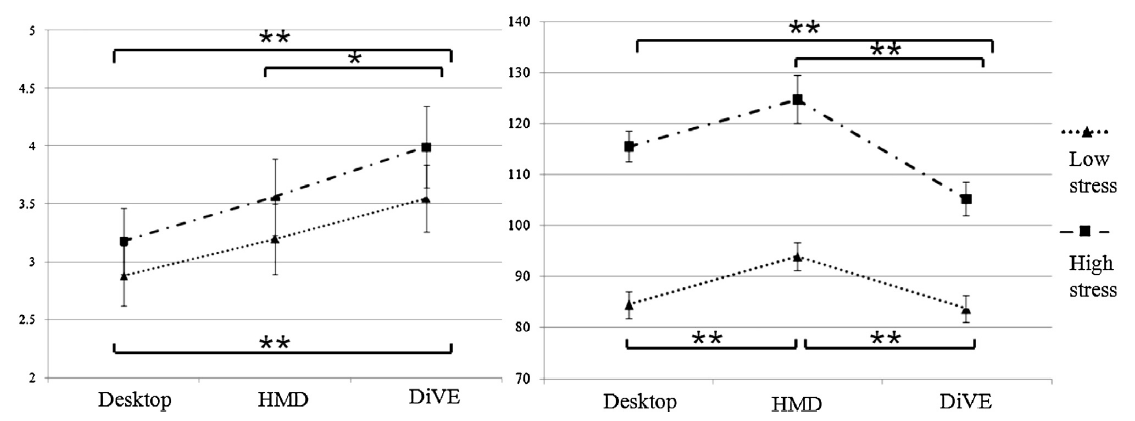 5
4.5
4
3.5
3
2.5
2
**
*
**
Desktop
HMD
DiVE
140
130
120
110
100
90
80
70
**
**
**
**
Desktop
HMD
DiVE
Low
stress
High
stress